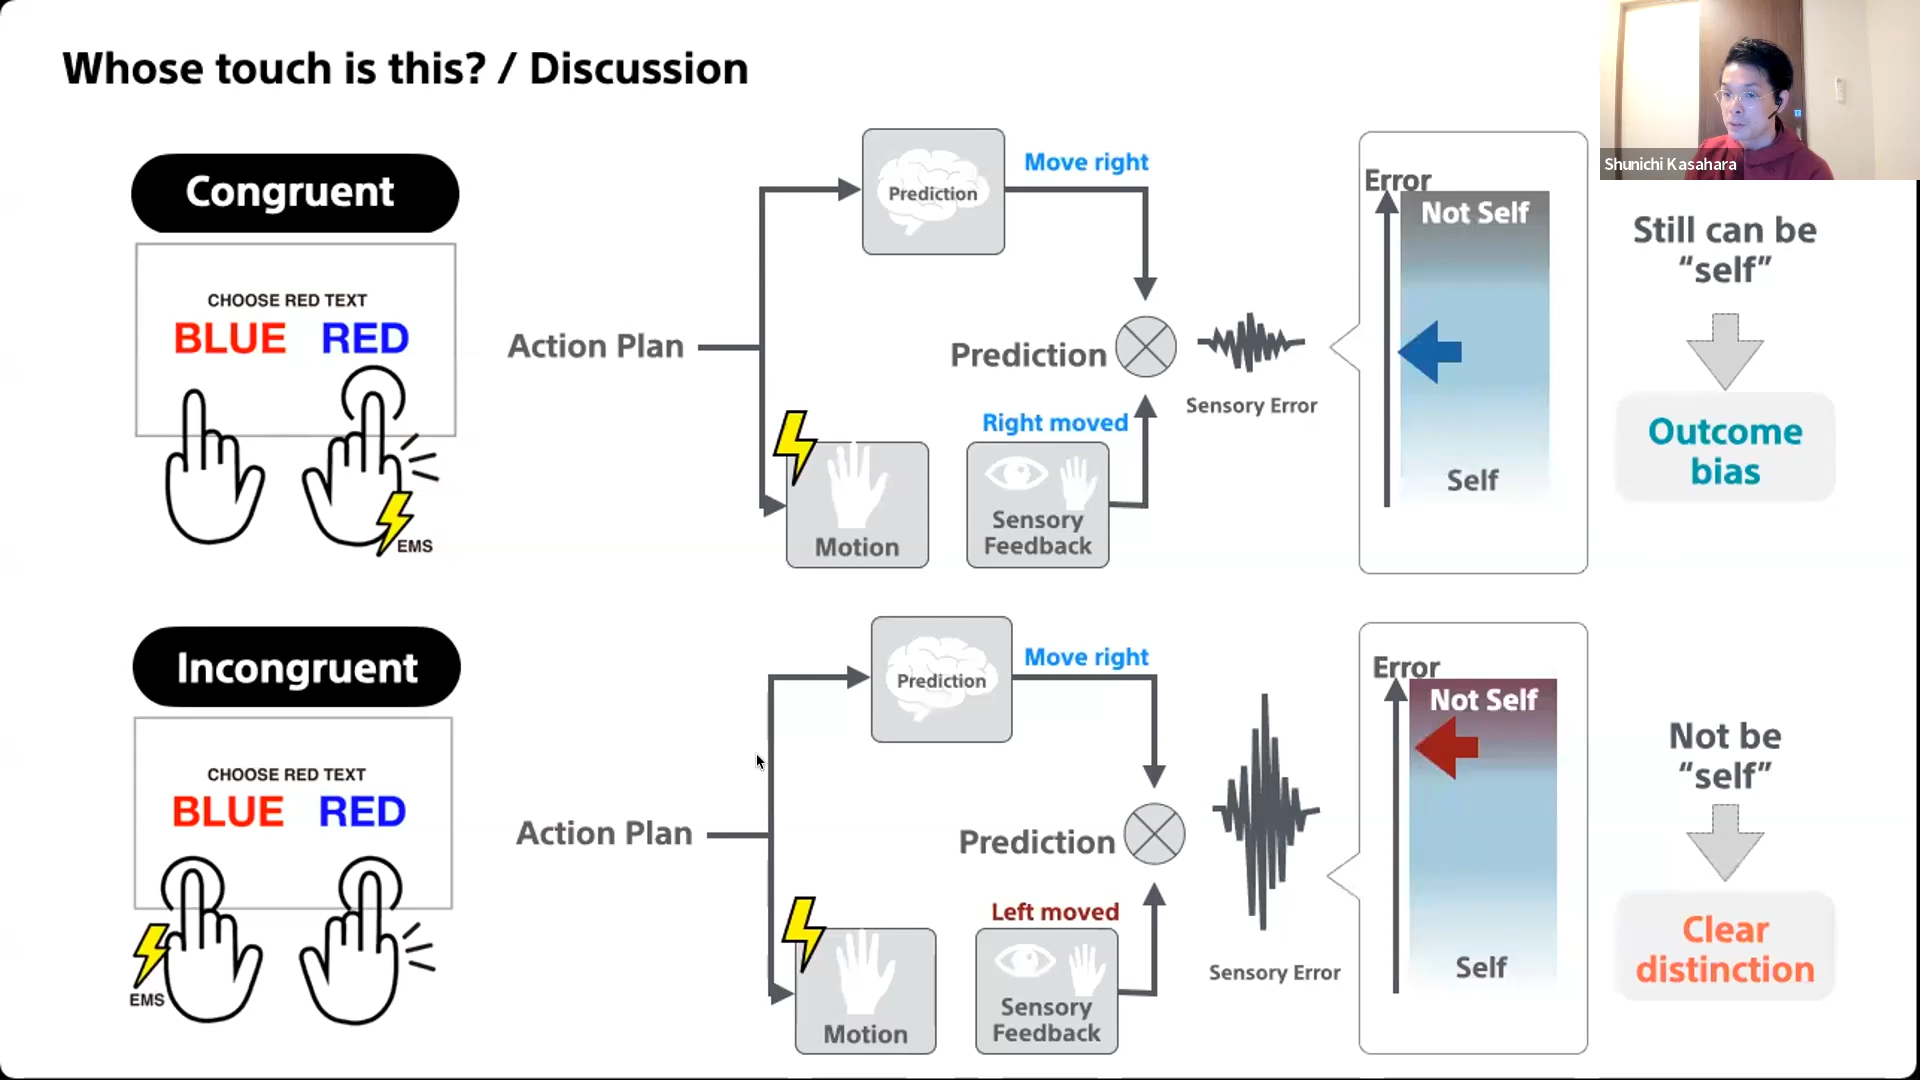 Whose touch is this? / Discussion
Shunichi Kasahara
Congruent
CHOOSE RED TEXT
BLUE RED
EMS
Action Plan
Prediction
Move right
Prediction
Right moved
Motion
Sensory
Feedback
Sensory Error
Error
Not Self
Self
Still can be
“self”
Outcome
bias
Incongruent
CHOOSE RED TEXT
BLUE RED
EMS
Action Plan
Prediction
Move right
Prediction
Left moved
Motion
Sensory
Feedback
Sensory Error
Error
Not Self
Self
Not be
“self”
Clear
distinction